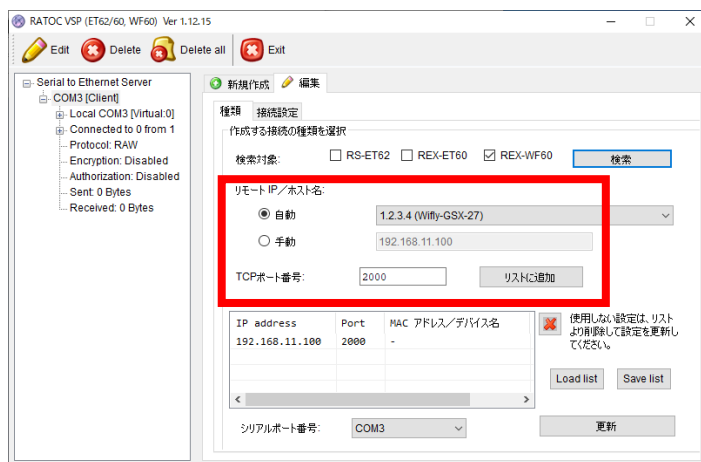 RATOC VSP (ET62/60, WF60) Ver 1.12.15
Edit Delete Delete all Exit
Serial to Ethernet Server
COM3 [Client]
Local COM3 [Virtual:0]
Connected to 0 from 1
Protocol: RAW
Encryption: Disabled
Authorization: Disabled
Sent: 0 Bytes
Received: 0 Bytes
新規作成 編集
種類 接続設定
作成する接続の種類を選択
検索対象: RS-ET62 REX-ET60 REX-WF60 検索
リモート IP/ホスト名:
自動 1.2.3.4 (Wifly-GSX-27)
手動 192.168.11.100
TCPポート番号: 2000 リストに追加
IP address Port MAC アドレス/デバイス名
192.168.11.100 2000 -
使用しない設定は、リスト
より削除して設定を更新し
てください。
Load list Save list
シリアルポート番号: COM3 更新